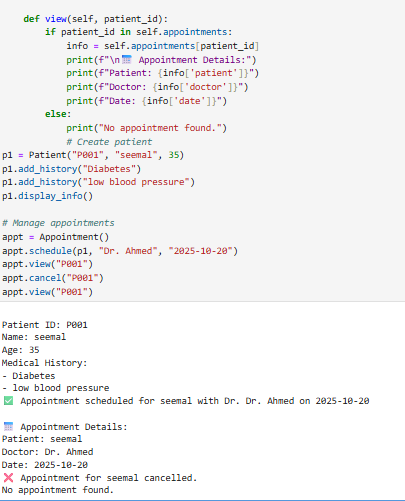 def view(self, patient_id):
if patient_id in self.appointments:
info = self.appointments[patient_id]
print(f"\n📅 Appointment Details:")
print(f"Patient: {info['patient']}")
print(f"Doctor: {info['doctor']}")
print(f"Date: {info['date']}")
else:
print("No appointment found.")
# Create patient
p1 = Patient("P001", "seemal", 35)
p1.add_history("Diabetes")
p1.add_history("low blood pressure")
p1.display_info()
# Manage appointments
appt = Appointment()
appt.schedule(p1, "Dr. Ahmed", "2025-10-20")
appt.view("P001")
appt.cancel("P001")
appt.view("P001")
Patient ID: P001
Name: seemal
Age: 35
Medical History:
- Diabetes
- low blood pressure
✅ Appointment scheduled for seemal with Dr. Dr. Ahmed on 2025-10-20
📅 Appointment Details:
Patient: seemal
Doctor: Dr. Ahmed
Date: 2025-10-20
❌ Appointment for seemal cancelled.
No appointment found.